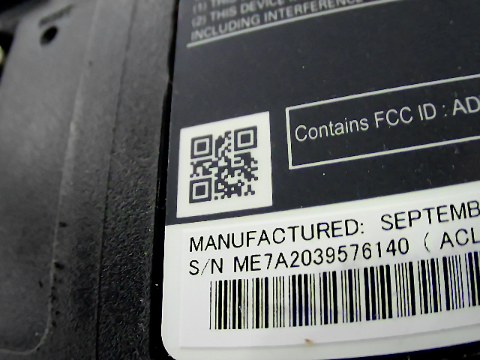 (2) THIS DEVICE
INCLUDING INTERFERENCE
Contains FCC ID : AD
MANUFACTURED: SEPTEMB
S/N ME7A2039576140 ( ACL